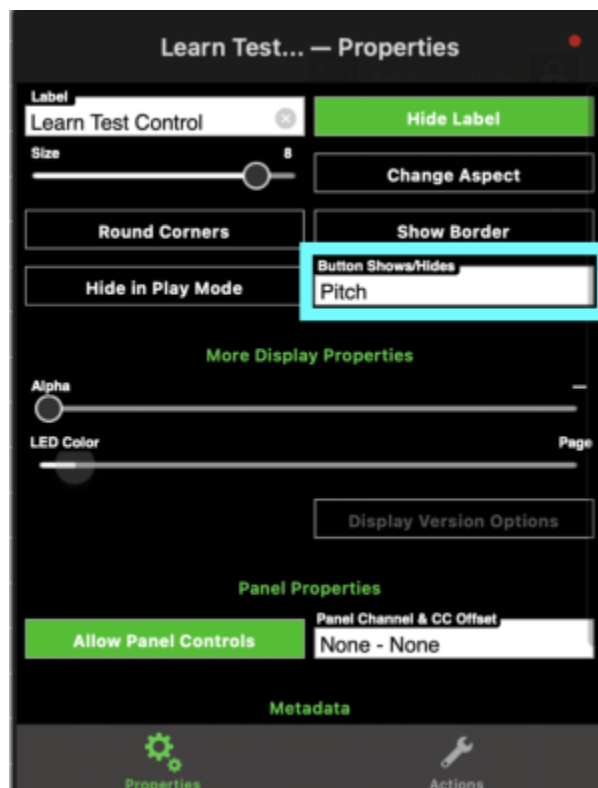 Learn Test... — Properties
Label
Learn Test Control
Hide Label
Size 8
Change Aspect
Round Corners
Show Border
Hide in Play Mode
Button Shows/Hides
Pitch
More Display Properties
Alpha —
LED Color Page
Display Version Options
Panel Properties
Allow Panel Controls
Panel Channel & CC Offset
None - None
Metadata
Properties Actions